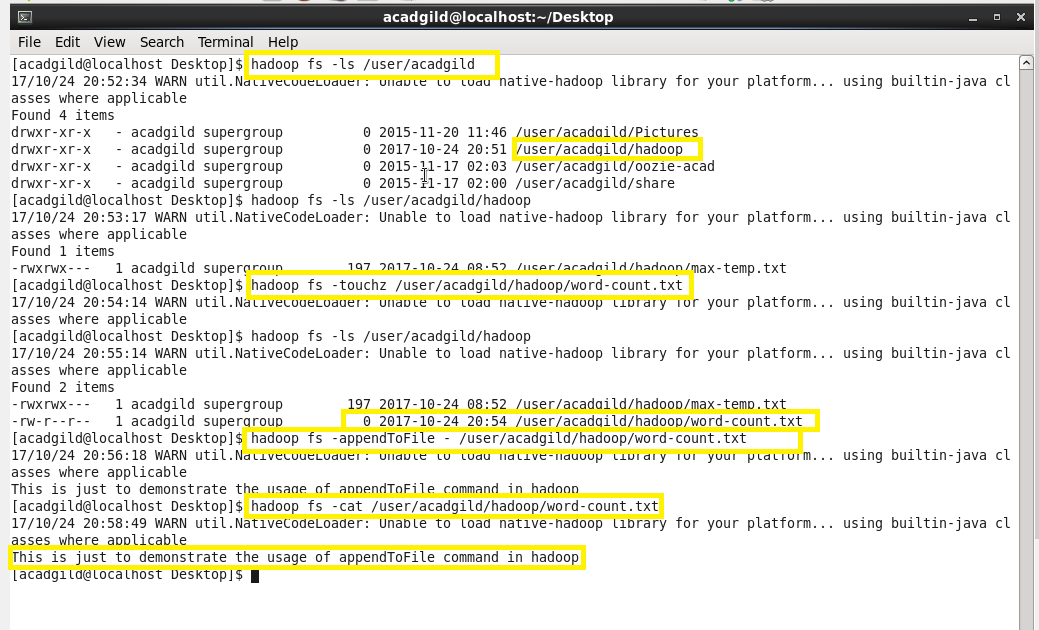 acadgild@localhost:~/Desktop
File Edit View Search Terminal Help
[acadgild@localhost Desktop]$ hadoop fs -ls /user/acadgild
17/10/24 20:52:34 WARN util.NativeCodeLoader: Unable to load native-hadoop library for your platform... using builtin-java cl
asses where applicable
Found 4 items
drwxr-xr-x   - acadgild supergroup          0 2015-11-20 11:46 /user/acadgild/Pictures
drwxr-xr-x   - acadgild supergroup          0 2017-10-24 20:51 /user/acadgild/hadoop
drwxr-xr-x   - acadgild supergroup          0 2015-11-17 02:03 /user/acadgild/oozie-acad
drwxr-xr-x   - acadgild supergroup          0 2015-11-17 02:00 /user/acadgild/share
[acadgild@localhost Desktop]$ hadoop fs -ls /user/acadgild/hadoop
17/10/24 20:53:17 WARN util.NativeCodeLoader: Unable to load native-hadoop library for your platform... using builtin-java cl
asses where applicable
Found 1 items
-rwxrwx---   1 acadgild supergroup        197 2017-10-24 08:52 /user/acadgild/hadoop/max-temp.txt
[acadgild@localhost Desktop]$ hadoop fs -touchz /user/acadgild/hadoop/word-count.txt
17/10/24 20:54:14 WARN util.NativeCodeLoader: Unable to load native-hadoop library for your platform... using builtin-java cl
asses where applicable
[acadgild@localhost Desktop]$ hadoop fs -ls /user/acadgild/hadoop
17/10/24 20:55:14 WARN util.NativeCodeLoader: Unable to load native-hadoop library for your platform... using builtin-java cl
asses where applicable
Found 2 items
-rwxrwx---   1 acadgild supergroup        197 2017-10-24 08:52 /user/acadgild/hadoop/max-temp.txt
-rw-r--r--   1 acadgild supergroup          0 2017-10-24 20:54 /user/acadgild/hadoop/word-count.txt
[acadgild@localhost Desktop]$ hadoop fs -appendToFile - /user/acadgild/hadoop/word-count.txt
17/10/24 20:56:18 WARN util.NativeCodeLoader: Unable to load native-hadoop library for your platform... using builtin-java cl
asses where applicable
This is just to demonstrate the usage of appendToFile command in hadoop
[acadgild@localhost Desktop]$ hadoop fs -cat /user/acadgild/hadoop/word-count.txt
17/10/24 20:58:49 WARN util.NativeCodeLoader: Unable to load native-hadoop library for your platform... using builtin-java cl
asses where applicable
This is just to demonstrate the usage of appendToFile command in hadoop
[acadgild@localhost Desktop]$